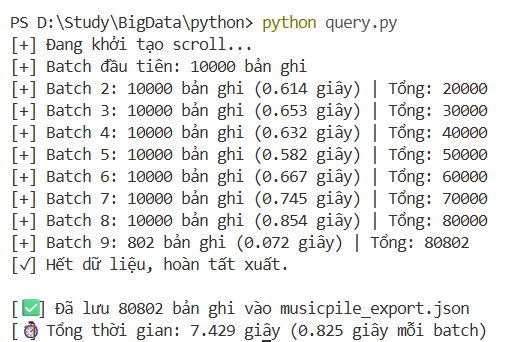 PS D:\Study\BigData\python> python query.py
[+] Đang khởi tạo scroll...
[+] Batch đầu tiên: 10000 bản ghi
[+] Batch 2: 10000 bản ghi (0.614 giây) | Tổng: 20000
[+] Batch 3: 10000 bản ghi (0.653 giây) | Tổng: 30000
[+] Batch 4: 10000 bản ghi (0.632 giây) | Tổng: 40000
[+] Batch 5: 10000 bản ghi (0.582 giây) | Tổng: 50000
[+] Batch 6: 10000 bản ghi (0.667 giây) | Tổng: 60000
[+] Batch 7: 10000 bản ghi (0.745 giây) | Tổng: 70000
[+] Batch 8: 10000 bản ghi (0.854 giây) | Tổng: 80000
[+] Batch 9: 802 bản ghi (0.072 giây) | Tổng: 80802
[✓] Hết dữ liệu, hoàn tất xuất.

[✅] Đã lưu 80802 bản ghi vào musicpile_export.json
[⏱] Tổng thời gian: 7.429 giây (0.825 giây mỗi batch)